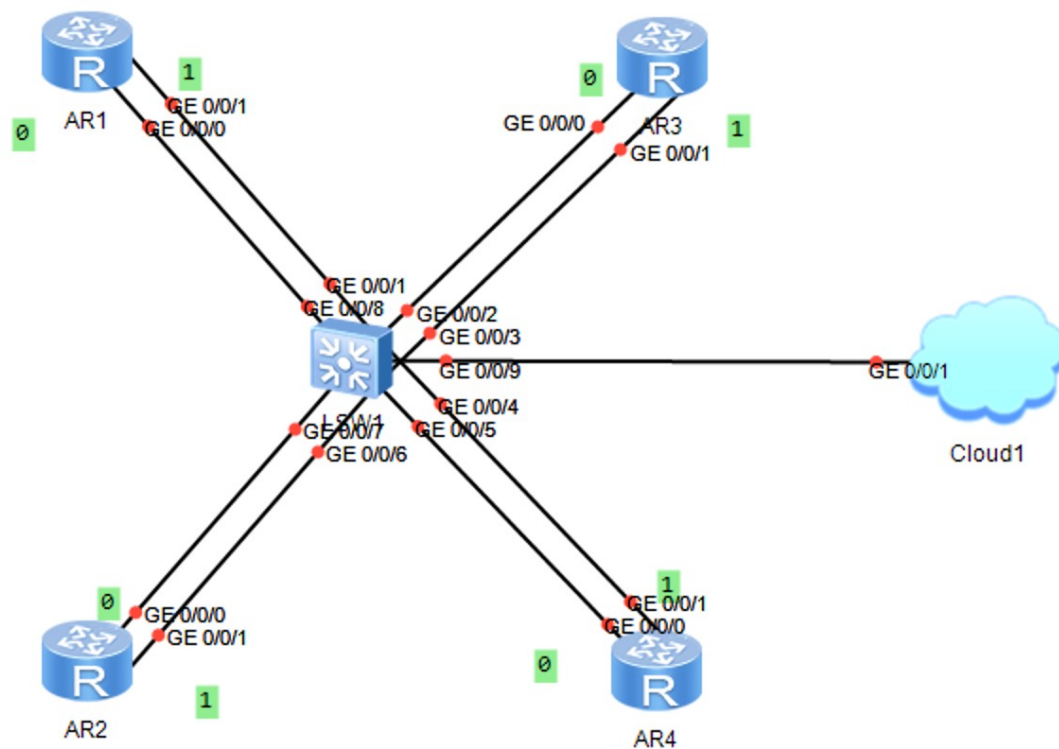 0
1
GE 0/0/1
GE 0/0/0
AR1
0
GE 0/0/0
AR3
1
GE 0/0/1
GE 0/0/1
GE 0/0/8
GE 0/0/2
GE 0/0/3
GE 0/0/9
GE 0/0/1
Cloud1
LSW1
GE 0/0/4
GE 0/0/5
GE 0/0/7
GE 0/0/6
0
GE 0/0/0
GE 0/0/1
1
AR2
1
GE 0/0/1
GE 0/0/0
0
AR4